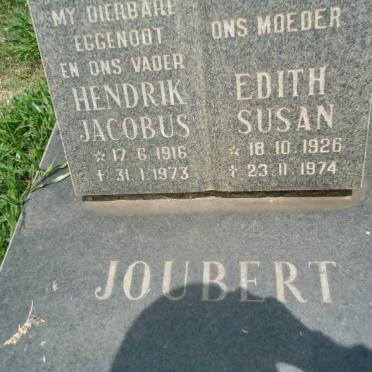 MY DIERBARE
EGGENOOT
EN ONS VADER
HENDRIK
JACOBUS
☆ 17.6.1916
✝ 31.1.1973
ONS MOEDER
EDITH
SUSAN
☆ 18.10.1926
✝ 23.11.1974
JOUBERT